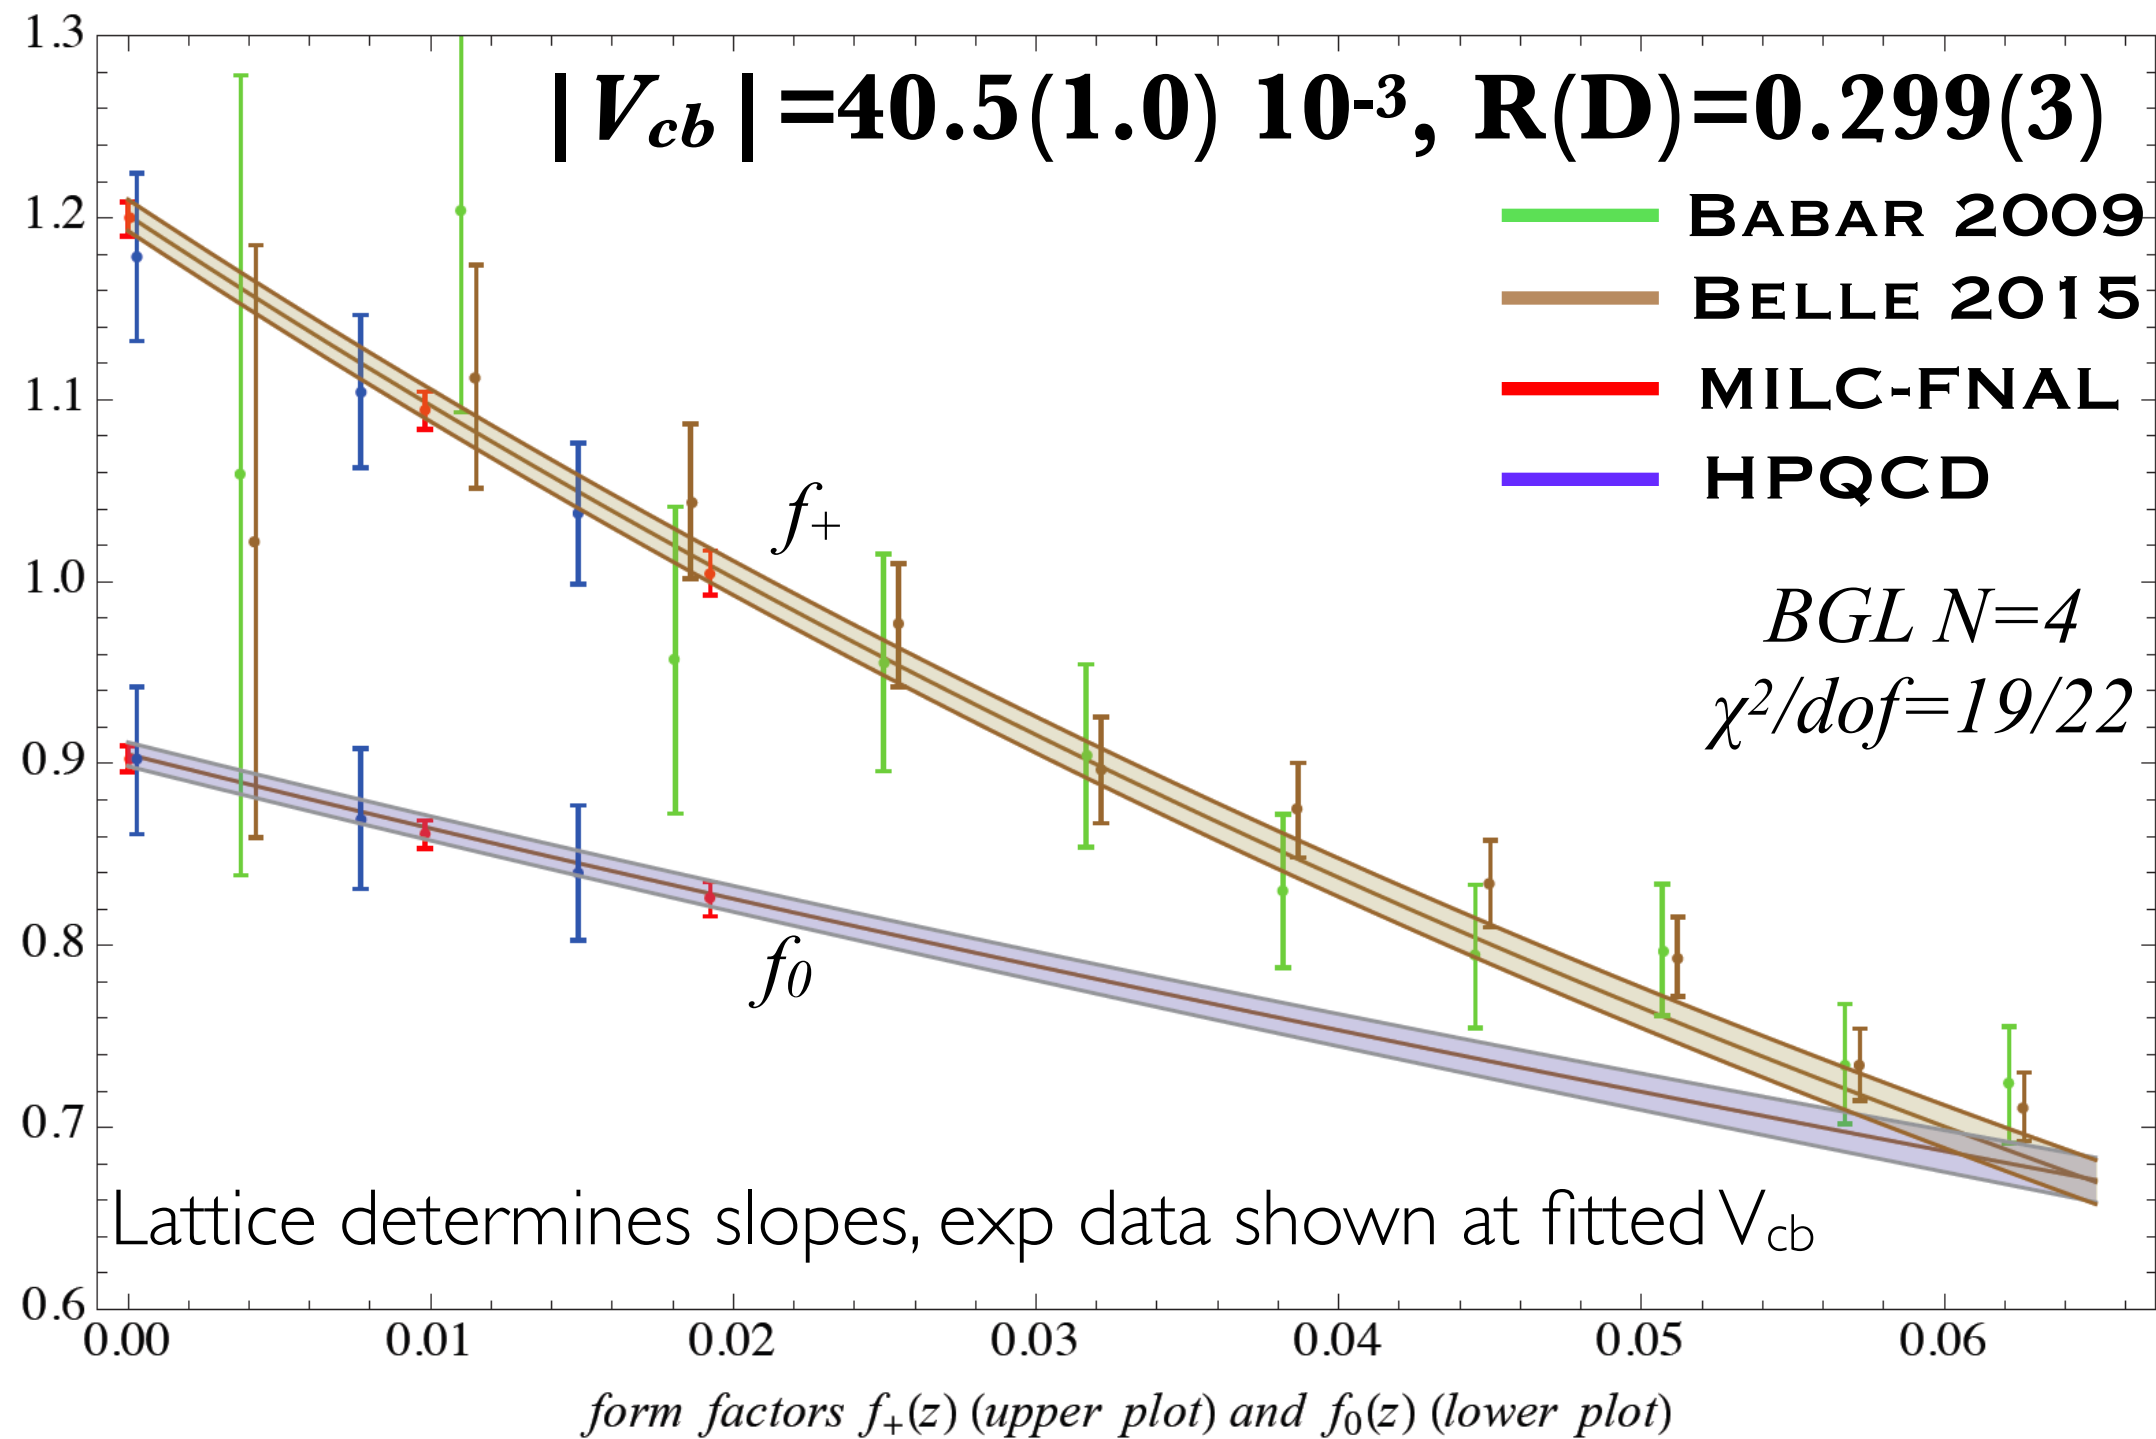 1.3
1.2
1.1
1.0
0.9
0.8
0.7
0.6
|Vcb|=40.5(1.0) 10-3, R(D)=0.299(3)
BABAR 2009
BELLE 2015
MILC-FNAL
HPQCD
f+
BGL N=4
χ2/dof=19/22
f0
Lattice determines slopes, exp data shown at fitted Vcb
0.00 0.01 0.02 0.03 0.04 0.05 0.06
form factors f+(z) (upper plot) and f0(z) (lower plot)